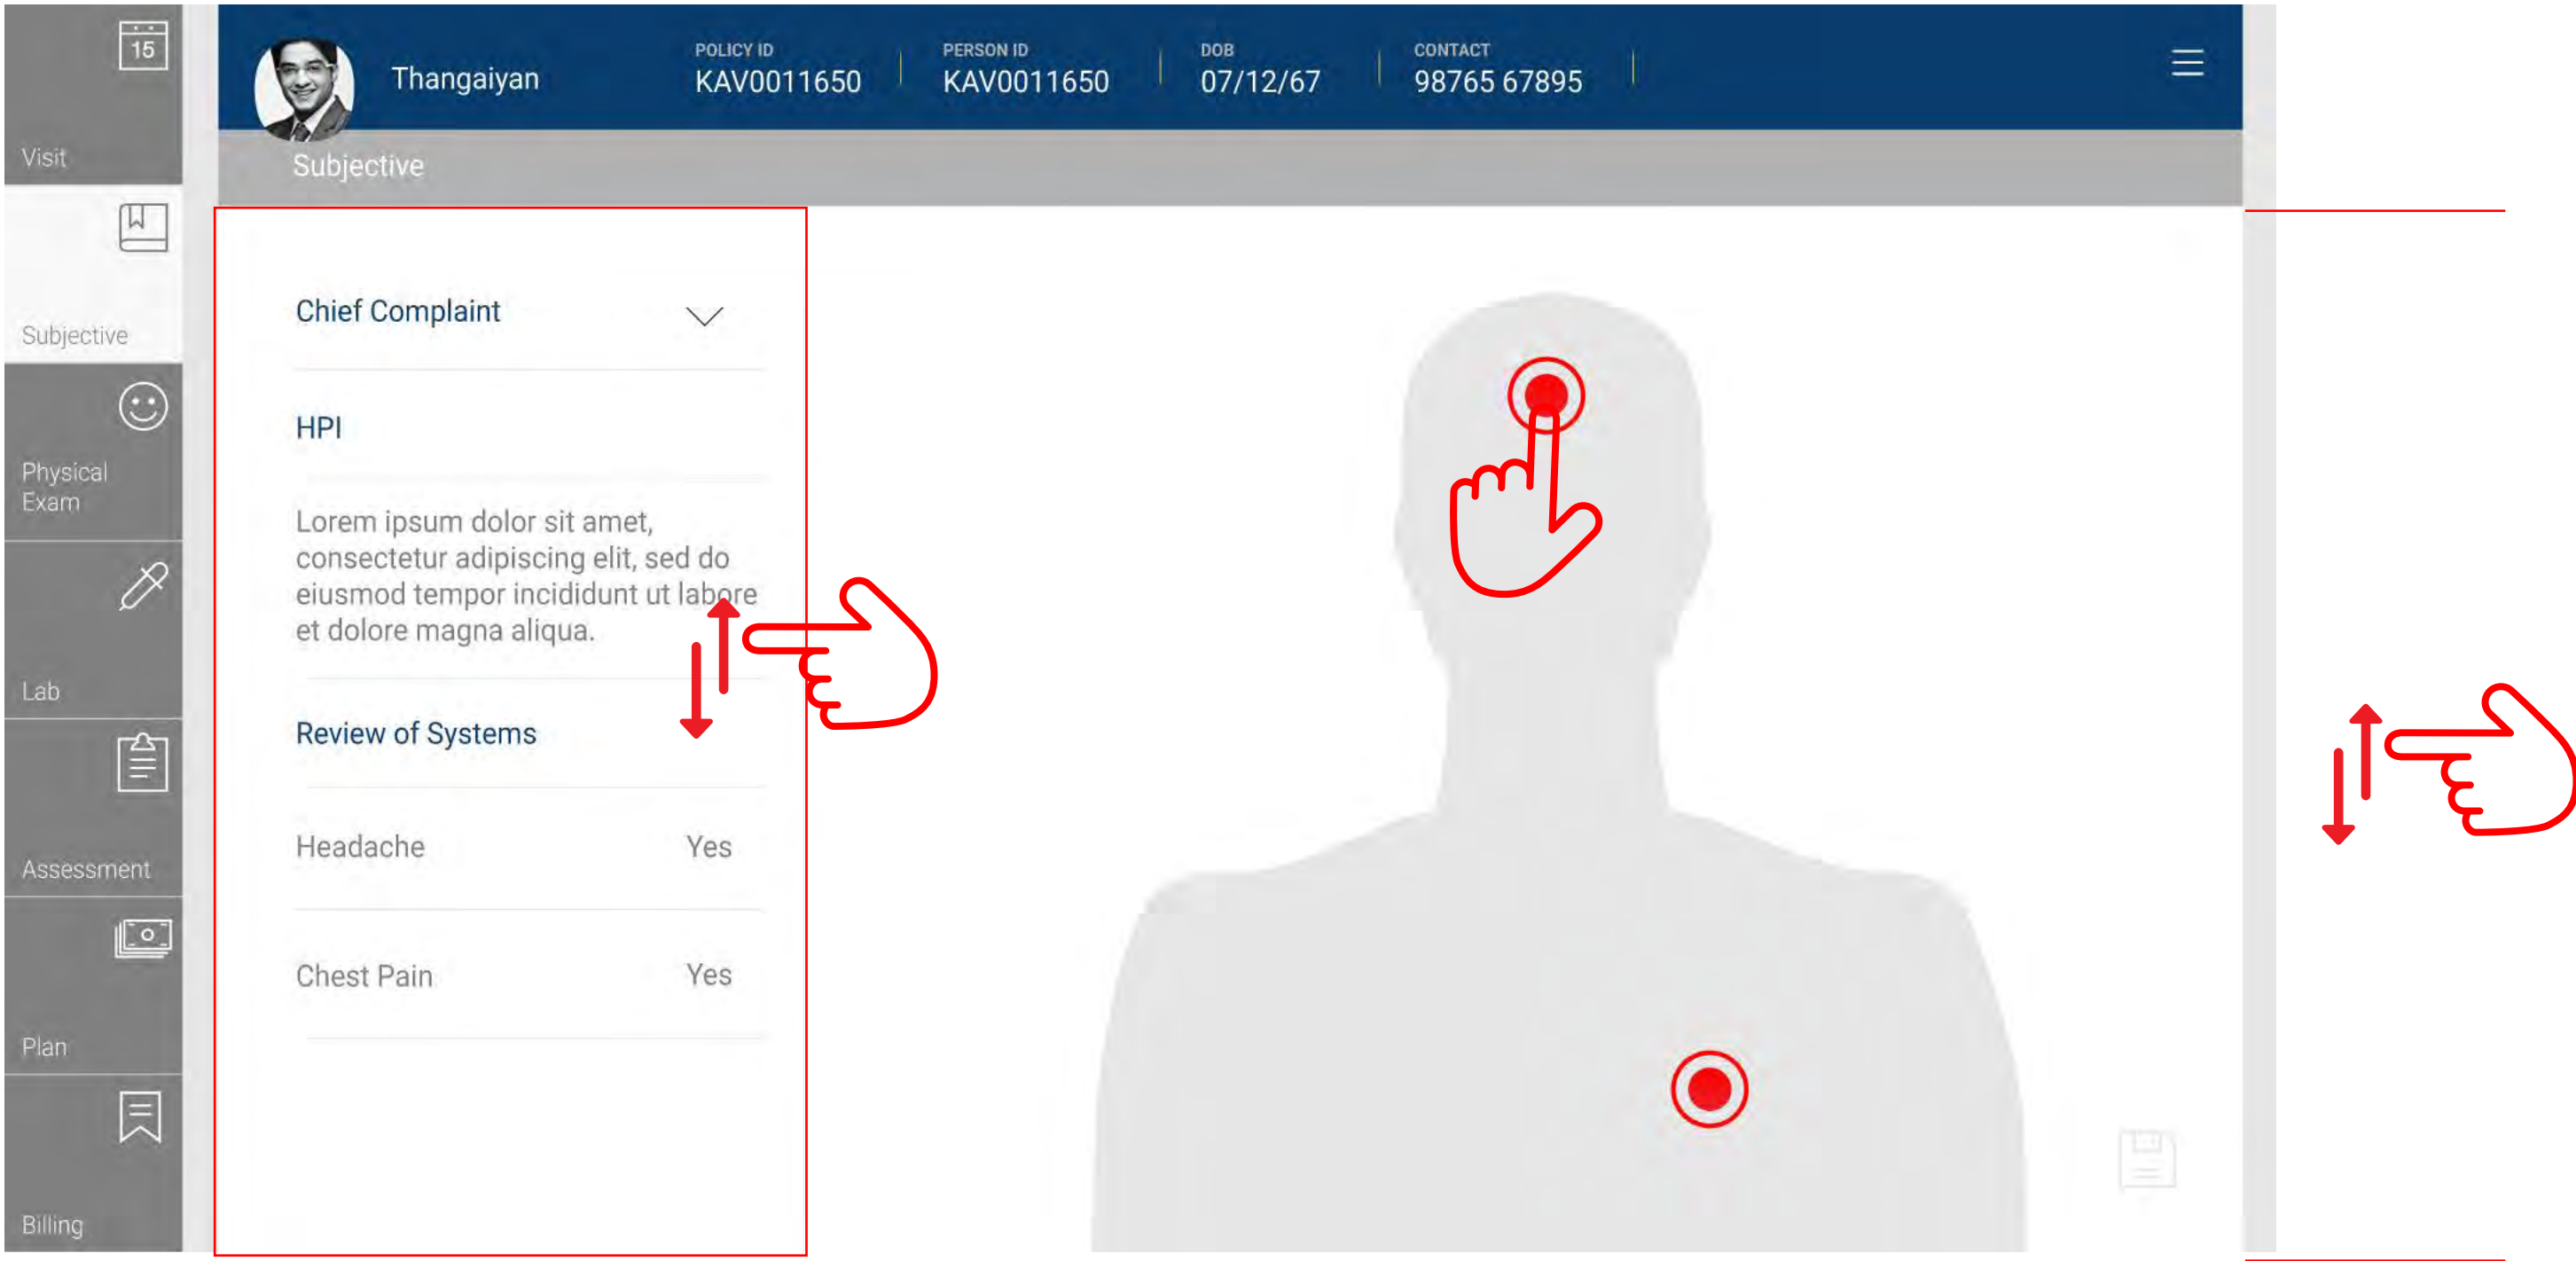 15
Visit
Subjective
Physical
Exam
Lab
Assessment
Plan
Billing
Thangaiyan
POLICY ID
KAV0011650
PERSON ID
KAV0011650
DOB
07/12/67
CONTACT
98765 67895
Subjective
Chief Complaint
HPI
Lorem ipsum dolor sit amet,
consectetur adipiscing elit, sed do
eiusmod tempor incididunt ut labore
et dolore magna aliqua.
Review of Systems
Headache Yes
Chest Pain Yes